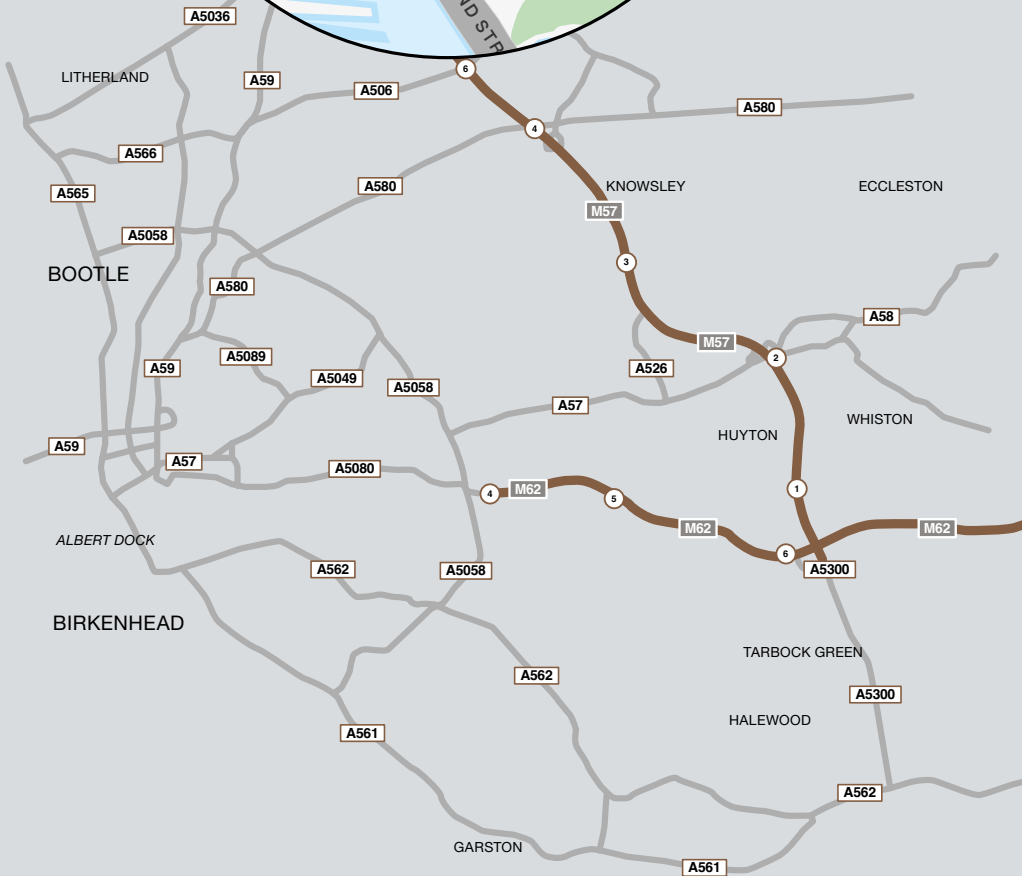 A5036
ND STR
6
LITHERLAND
A59
A506
A580
4
A566
KNOWSLEY
ECCLESTON
A580
A565
M57
A5058
3
BOOTLE
A580
A58
M57
A5089
2
A59
A526
A5049
A5058
A57
WHISTON
HUYTON
A59
A57
A5080
1
4
M62
5
M62
M62
ALBERT DOCK
6
A562
A5058
A5300
BIRKENHEAD
TARBOCK GREEN
A562
A5300
HALEWOOD
A561
A562
GARSTON
A561